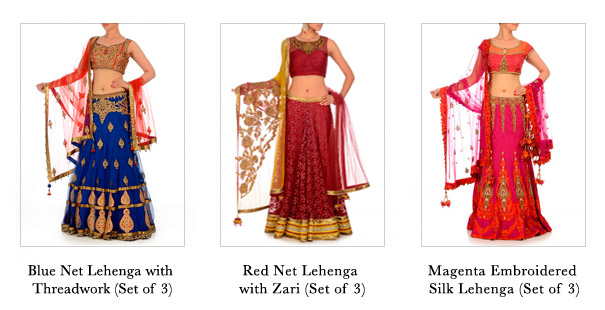 Blue Net Lehenga with
Threadwork (Set of 3)
Red Net Lehenga
with Zari (Set of 3)
Magenta Embroidered
Silk Lehenga (Set of 3)